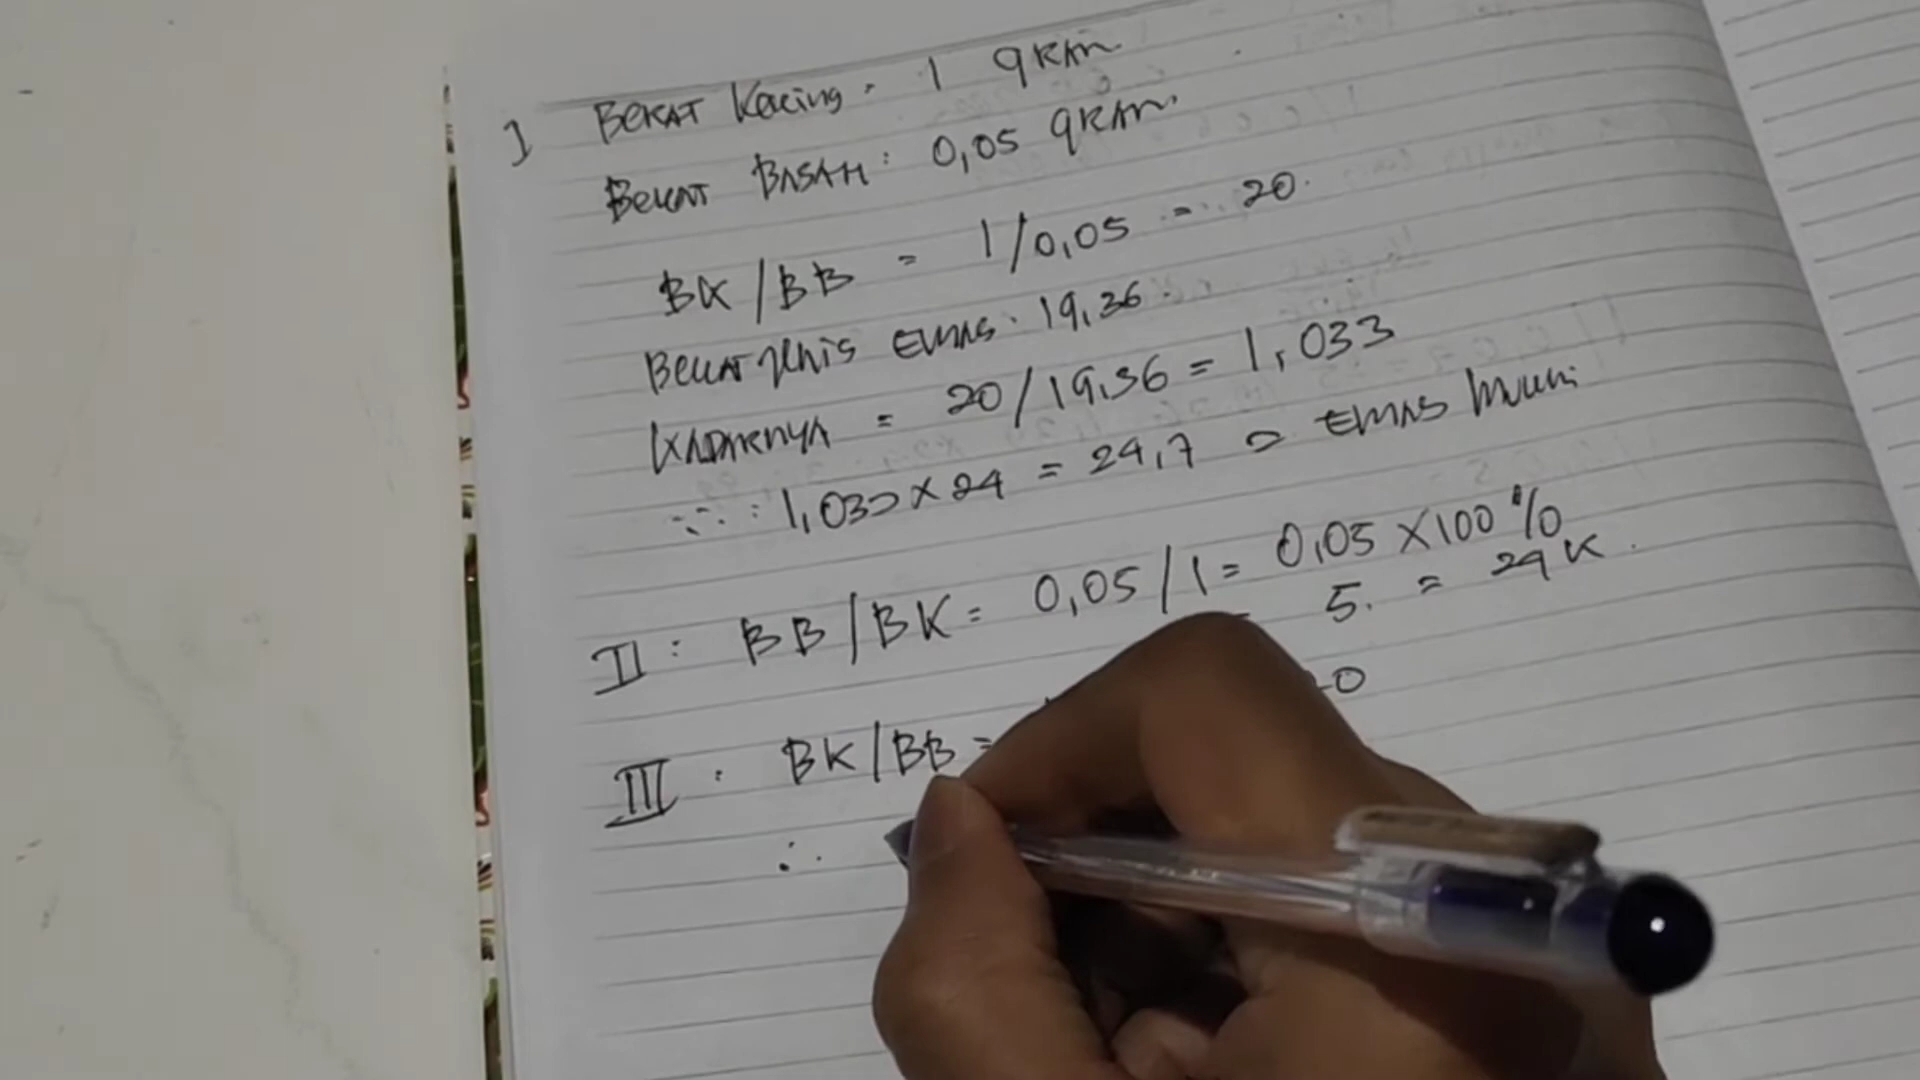 I Berat Kering : 1 gram
Berat Basah : 0,05 gram
BK/BB = 1/0,05 = 20.
Berat Jenis Emas : 19,36
Kadarnya = 20/19,36 = 1,033
∴ : 1,033 x 24 = 24,7 = Emas Murni
II : BB/BK = 0,05/1 = 0,05 x 100 %
5. = 24 K.
III : BK/BB =
∴